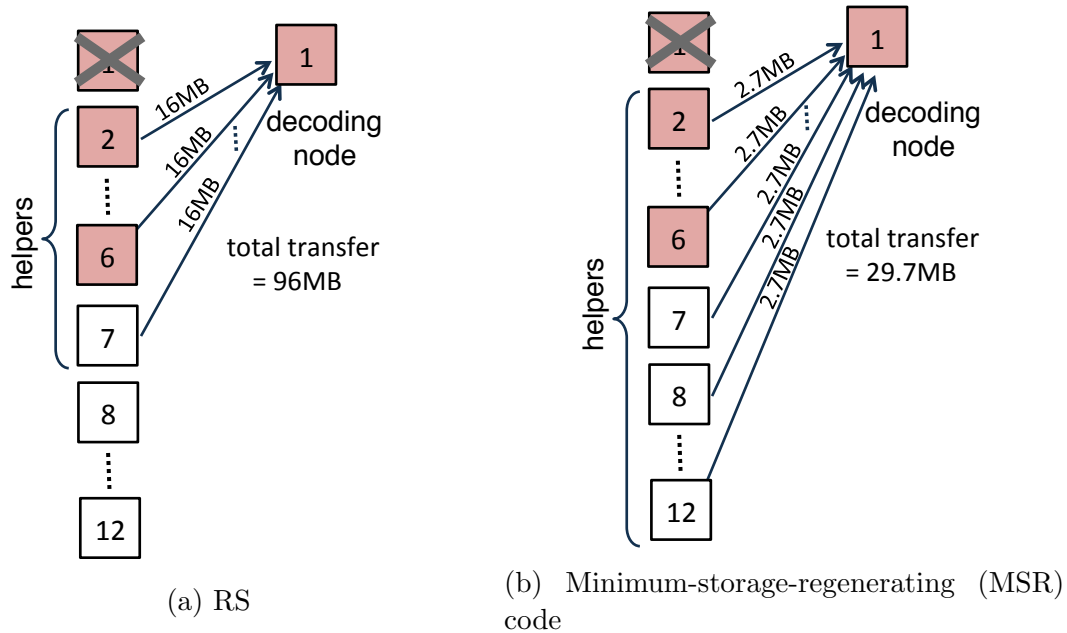 1
2
6
7
8
12
helpers
16MB
16MB
16MB
1
decoding
node
total transfer
= 96MB
(a) RS
1
2
6
7
8
12
helpers
2.7MB
2.7MB
2.7MB
2.7MB
2.7MB
1
decoding
node
total transfer
= 29.7MB
(b) Minimum-storage-regenerating (MSR)
code